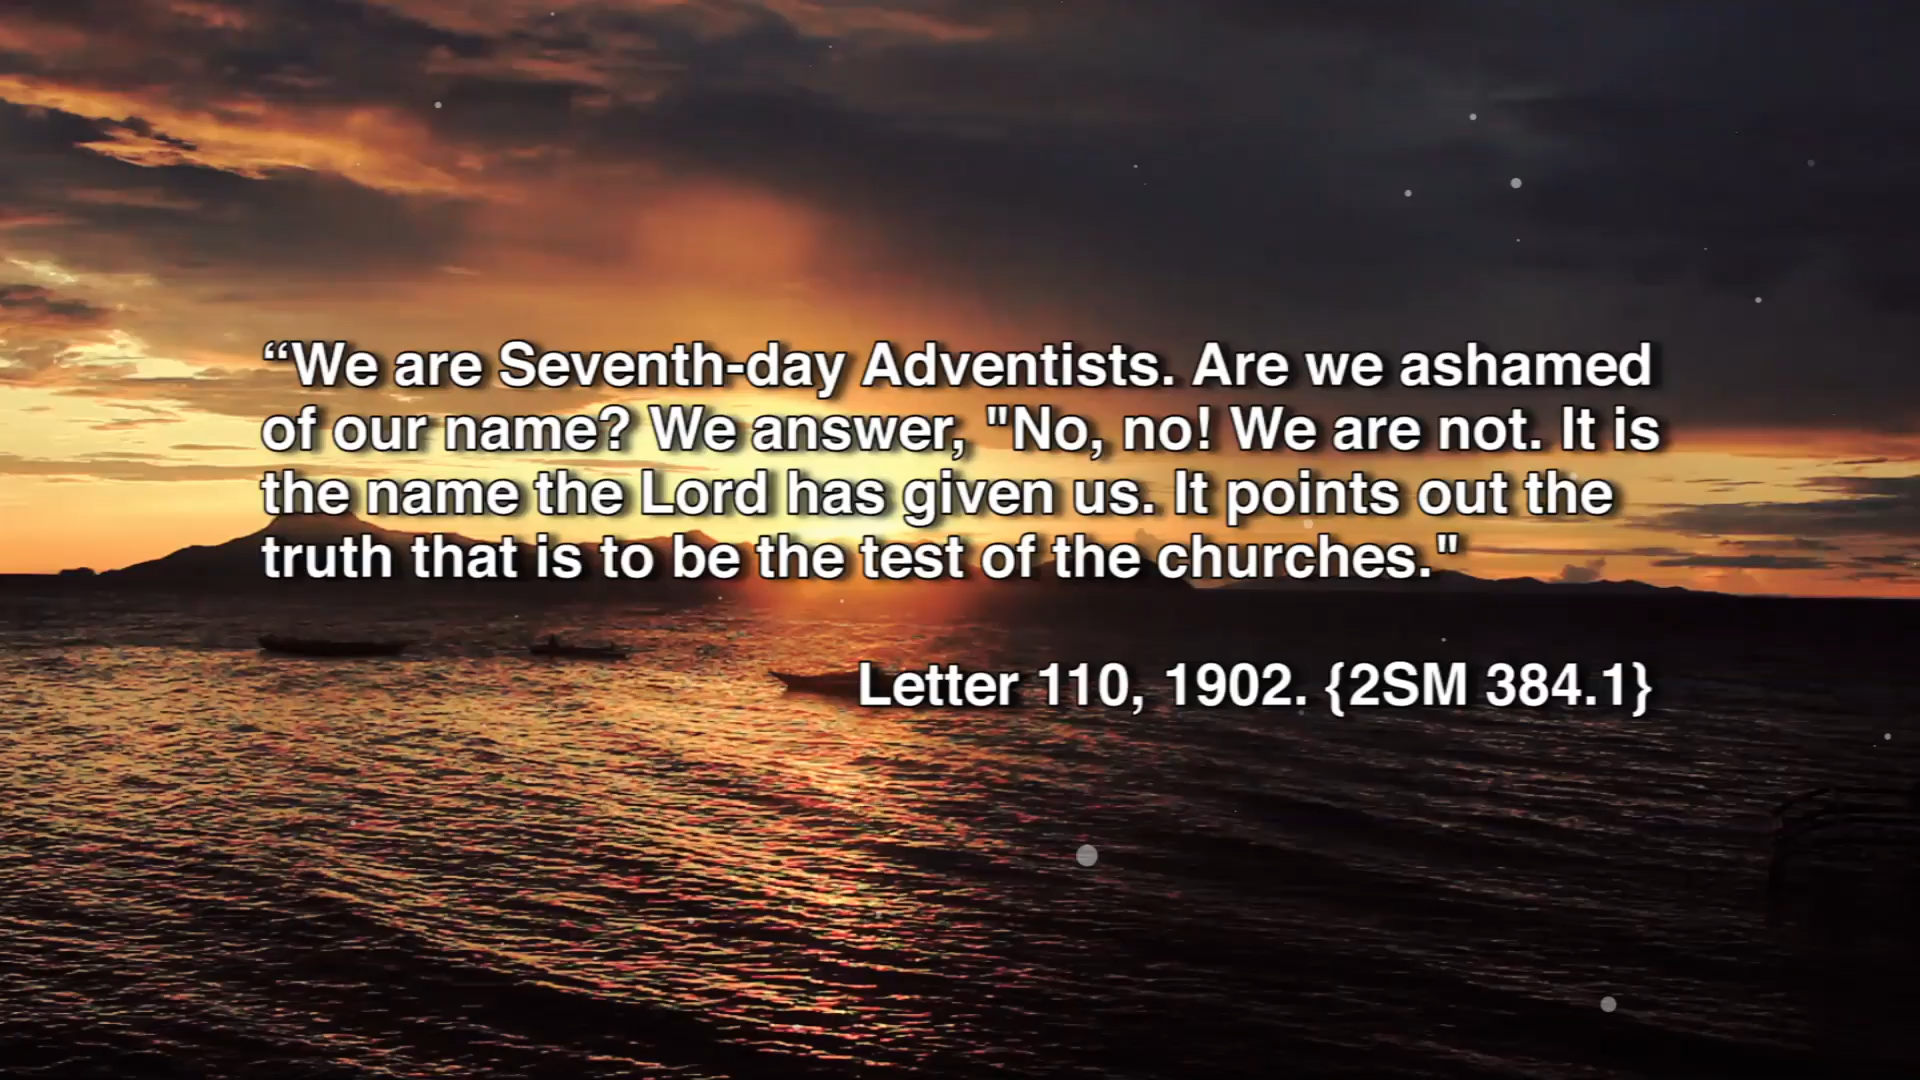 “We are Seventh-day Adventists. Are we ashamed
of our name? We answer, "No, no! We are not. It is
the name the Lord has given us. It points out the
truth that is to be the test of the churches."
Letter 110, 1902. {2SM 384.1}